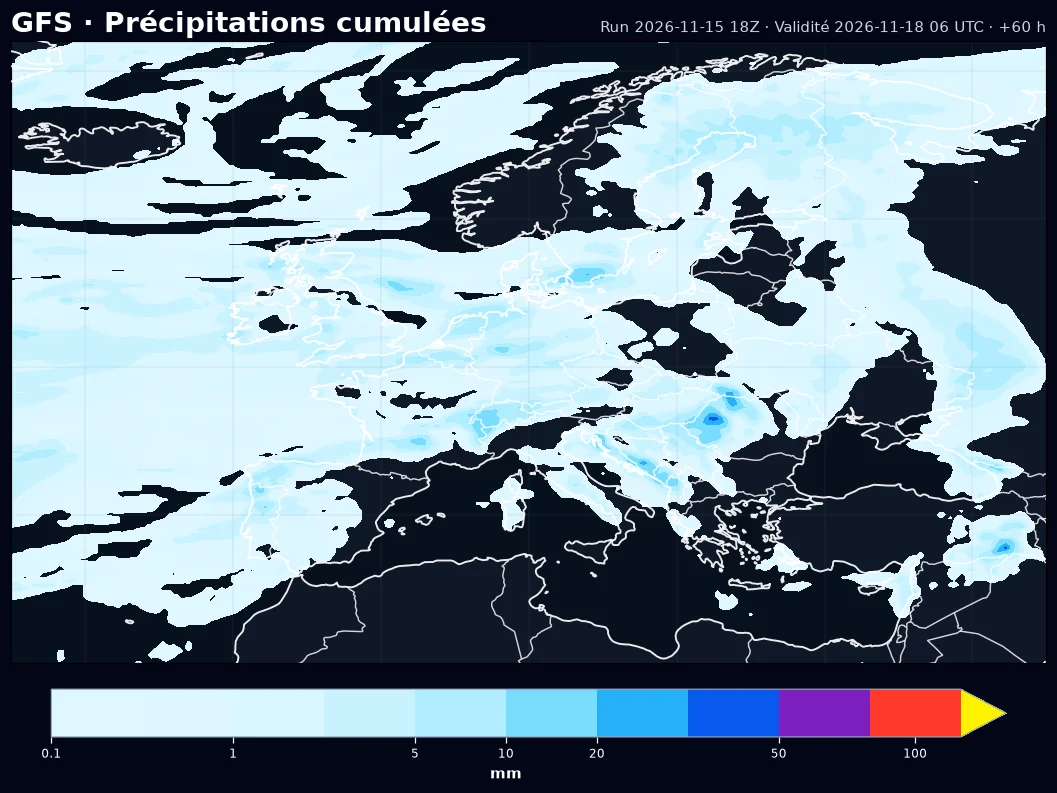 GFS · Précipitations cumulées
Run 2026-11-15 18Z · Validité 2026-11-18 06 UTC · +60 h
0.1 1 5 10 20 50 100
mm